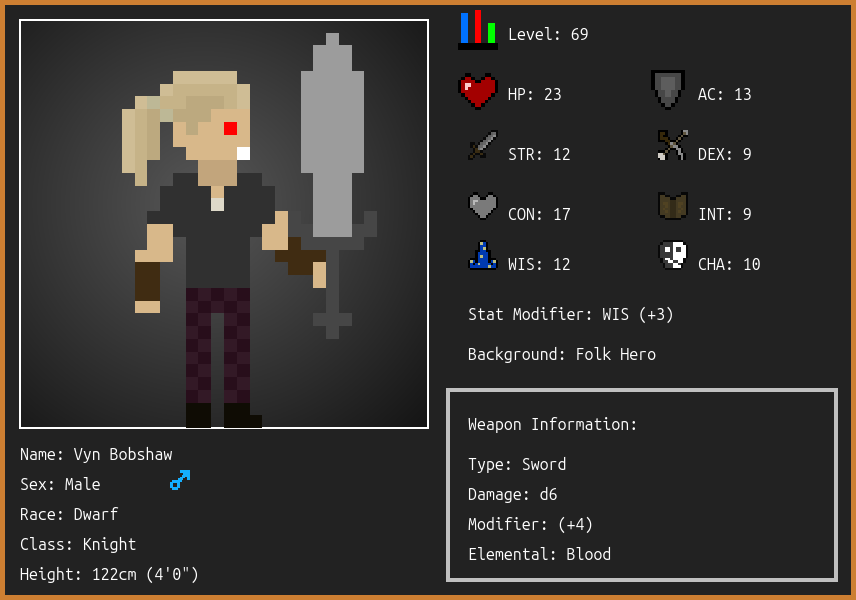 Level: 69
HP: 23
AC: 13
STR: 12
DEX: 9
CON: 17
INT: 9
WIS: 12
CHA: 10
Stat Modifier: WIS (+3)
Background: Folk Hero
Weapon Information:
Type: Sword
Damage: d6
Modifier: (+4)
Elemental: Blood
Name: Vyn Bobshaw
Sex: Male
Race: Dwarf
Class: Knight
Height: 122cm (4'0")